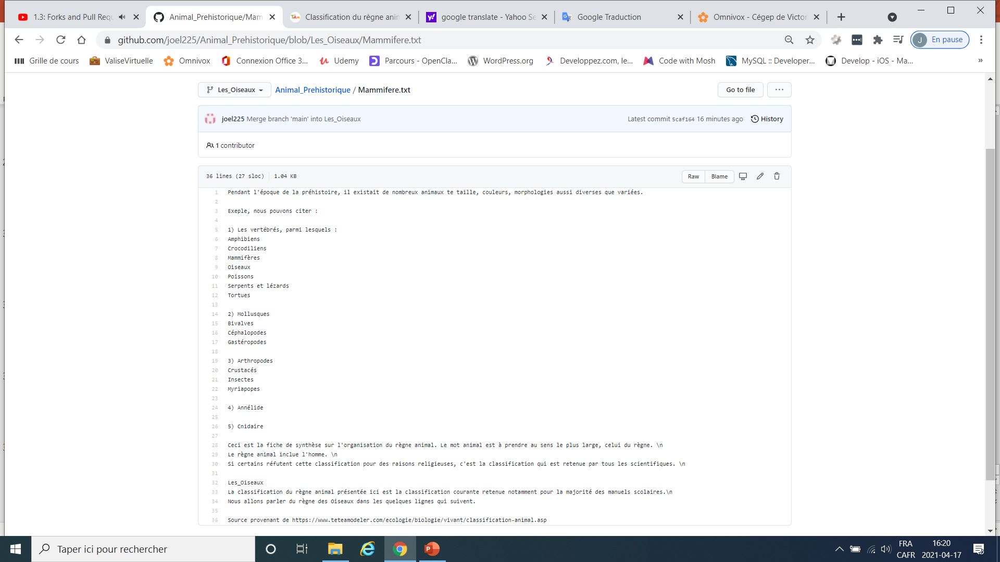 1.3: Forks and Pull Requ
Animal_Prehistorique/Mam
Classification du règne anim
google translate - Yahoo Se
Google Traduction
Omnivox - Cégep de Victor
github.com/joel225/Animal_Prehistorique/blob/Les_Oiseaux/Mammifere.txt
J En pause
Grille de cours
ValiseVirtuelle
Omnivox
Connexion Office 3...
Udemy
Parcours - OpenCla...
WordPress.org
Developpez.com, le...
Code with Mosh
MySQL :: Developer...
Develop - iOS - Ma...
»
Les_Oiseaux
Animal_Prehistorique / Mammifere.txt
Go to file
...
joel225 Merge branch 'main' into Les_Oiseaux
Latest commit 5caf164 16 minutes ago
History
1 contributor
36 lines (27 sloc) 1.04 KB
Raw
Blame
1 Pendant l'époque de la préhistoire, il existait de nombreux animaux te taille, couleurs, morphologies aussi diverses que variées.
2
3 Exeple, nous pouvons citer :
4
5 1) Les vertébrés, parmi lesquels :
6 Amphibiens
7 Crocodiliens
8 Mammifères
9 Oiseaux
10 Poissons
11 Serpents et lézards
12 Tortues
13
14 2) Mollusques
15 Bivalves
16 Céphalopodes
17 Gastéropodes
18
19 3) Arthropodes
20 Crustacés
21 Insectes
22 Myriapopes
23
24 4) Annélide
25
26 5) Cnidaire
27
28 Ceci est la fiche de synthèse sur l'organisation du règne animal. Le mot animal est à prendre au sens le plus large, celui du règne. \n
29 Le règne animal inclue l'homme. \n
30 Si certains réfutent cette classification pour des raisons religieuses, c'est la classification qui est retenue par tous les scientifiques. \n
31
32 Les_Oiseaux
33 La classification du règne animal présentée ici est la classification courante retenue notamment pour la majorité des manuels scolaires.\n
34 Nous allons parler du règne des Oiseaux dans les quelques lignes qui suivent.
35
36 Source provenant de https://www.teteamodeler.com/ecologie/biologie/vivant/classification-animal.asp
Taper ici pour rechercher
FRA
CAFR
16:20
2021-04-17